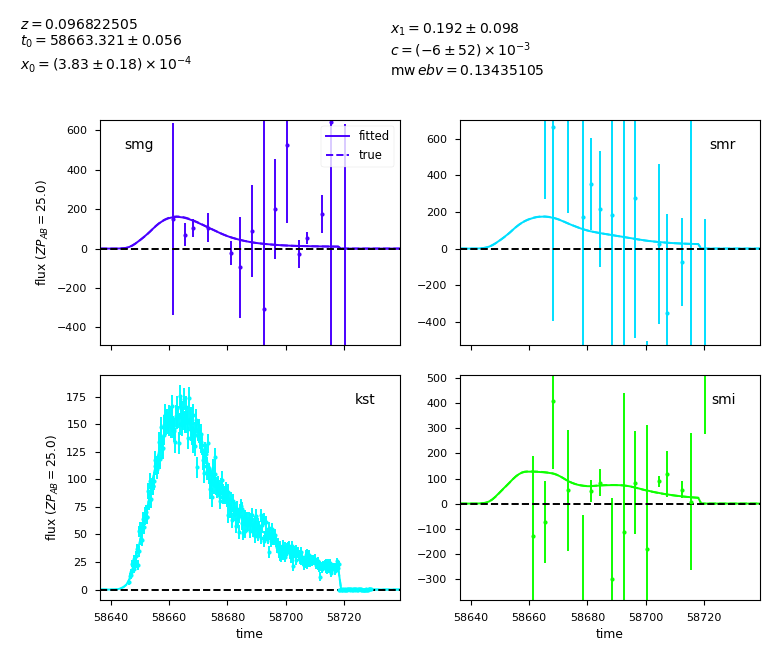 z = 0.096822505
t₀ = 58663.321 ± 0.056
x₀ = (3.83 ± 0.18) × 10⁻⁴
x₁ = 0.192 ± 0.098
c = (−6 ± 52) × 10⁻³
mw ebv = 0.13435105
smg
fitted
true
600
400
200
0
−200
−400
flux (ZP_AB = 25.0)
smr
600
400
200
0
−200
−400
kst
175
150
125
100
75
50
25
0
flux (ZP_AB = 25.0)
58640 58660 58680 58700 58720
time
smi
500
400
300
200
100
0
−100
−200
−300
58640 58660 58680 58700 58720
time